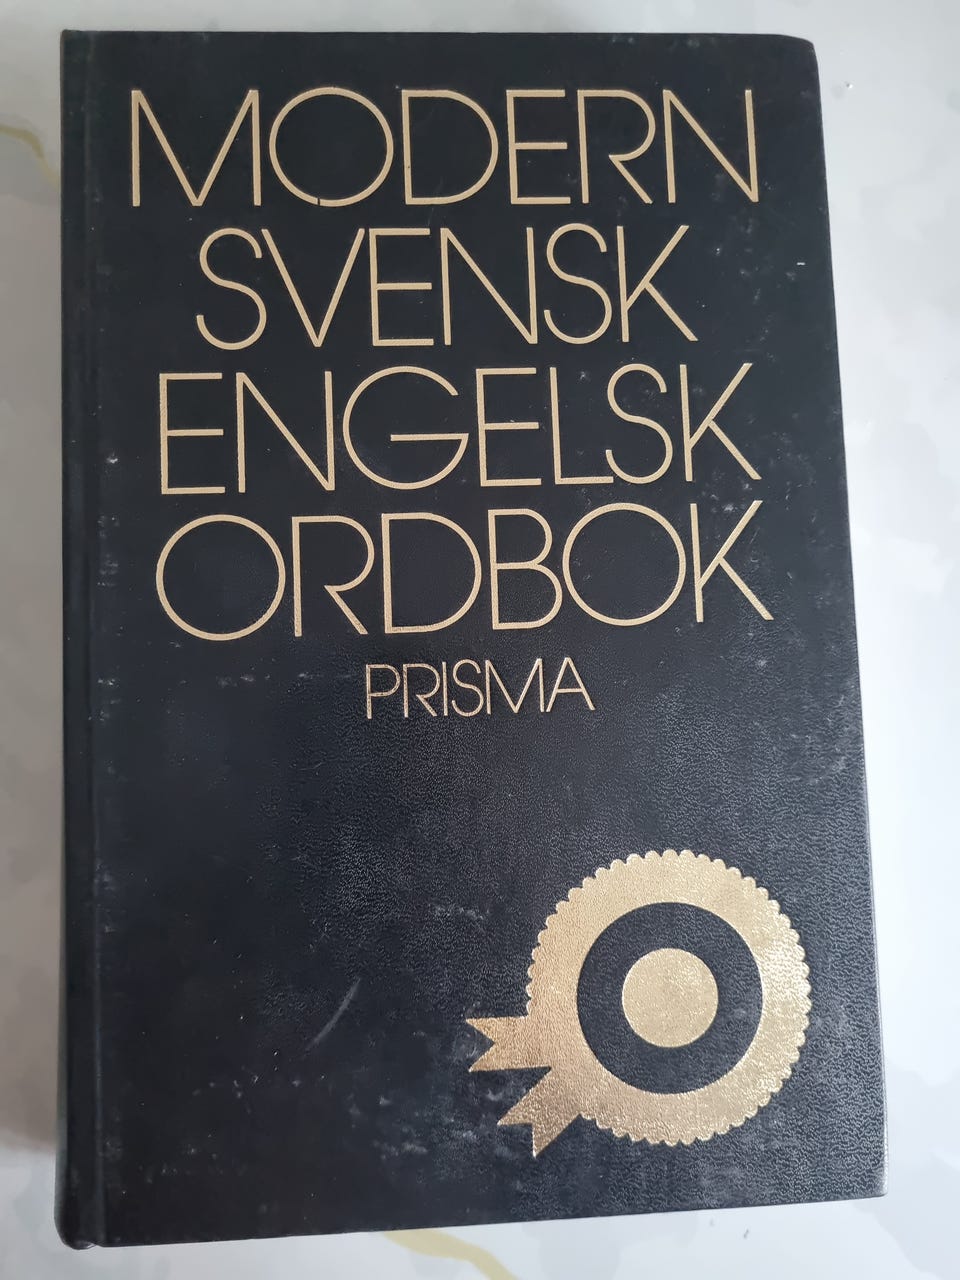 MODERN
SVENSK
ENGELSK
ORDBOK
PRISMA